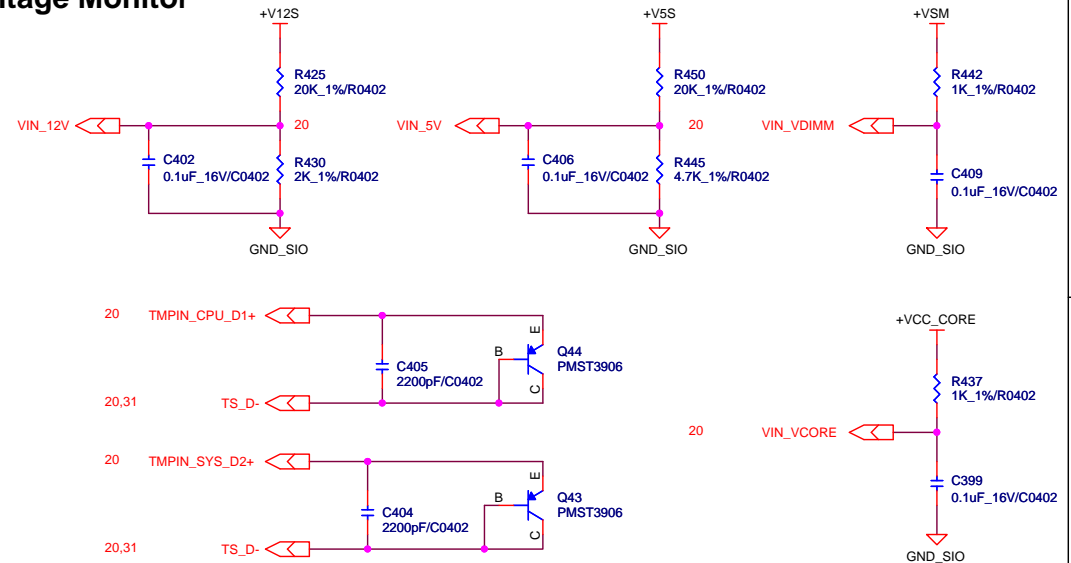 ntage Monitor
+V12S
R425
20K_1%/R0402
VIN_12V
20
C402
0.1uF_16V/C0402
R430
2K_1%/R0402
GND_SIO
+V5S
R450
20K_1%/R0402
VIN_5V
20
C406
0.1uF_16V/C0402
R445
4.7K_1%/R0402
GND_SIO
+VSM
R442
1K_1%/R0402
VIN_VDIMM
C409
0.1uF_16V/C0402
GND_SIO
20 TMPIN_CPU_D1+
C405
2200pF/C0402
E
B
C
Q44
PMST3906
20,31 TS_D-
20 TMPIN_SYS_D2+
C404
2200pF/C0402
E
B
C
Q43
PMST3906
20,31 TS_D-
+VCC_CORE
R437
1K_1%/R0402
20 VIN_VCORE
C399
0.1uF_16V/C0402
GND_SIO